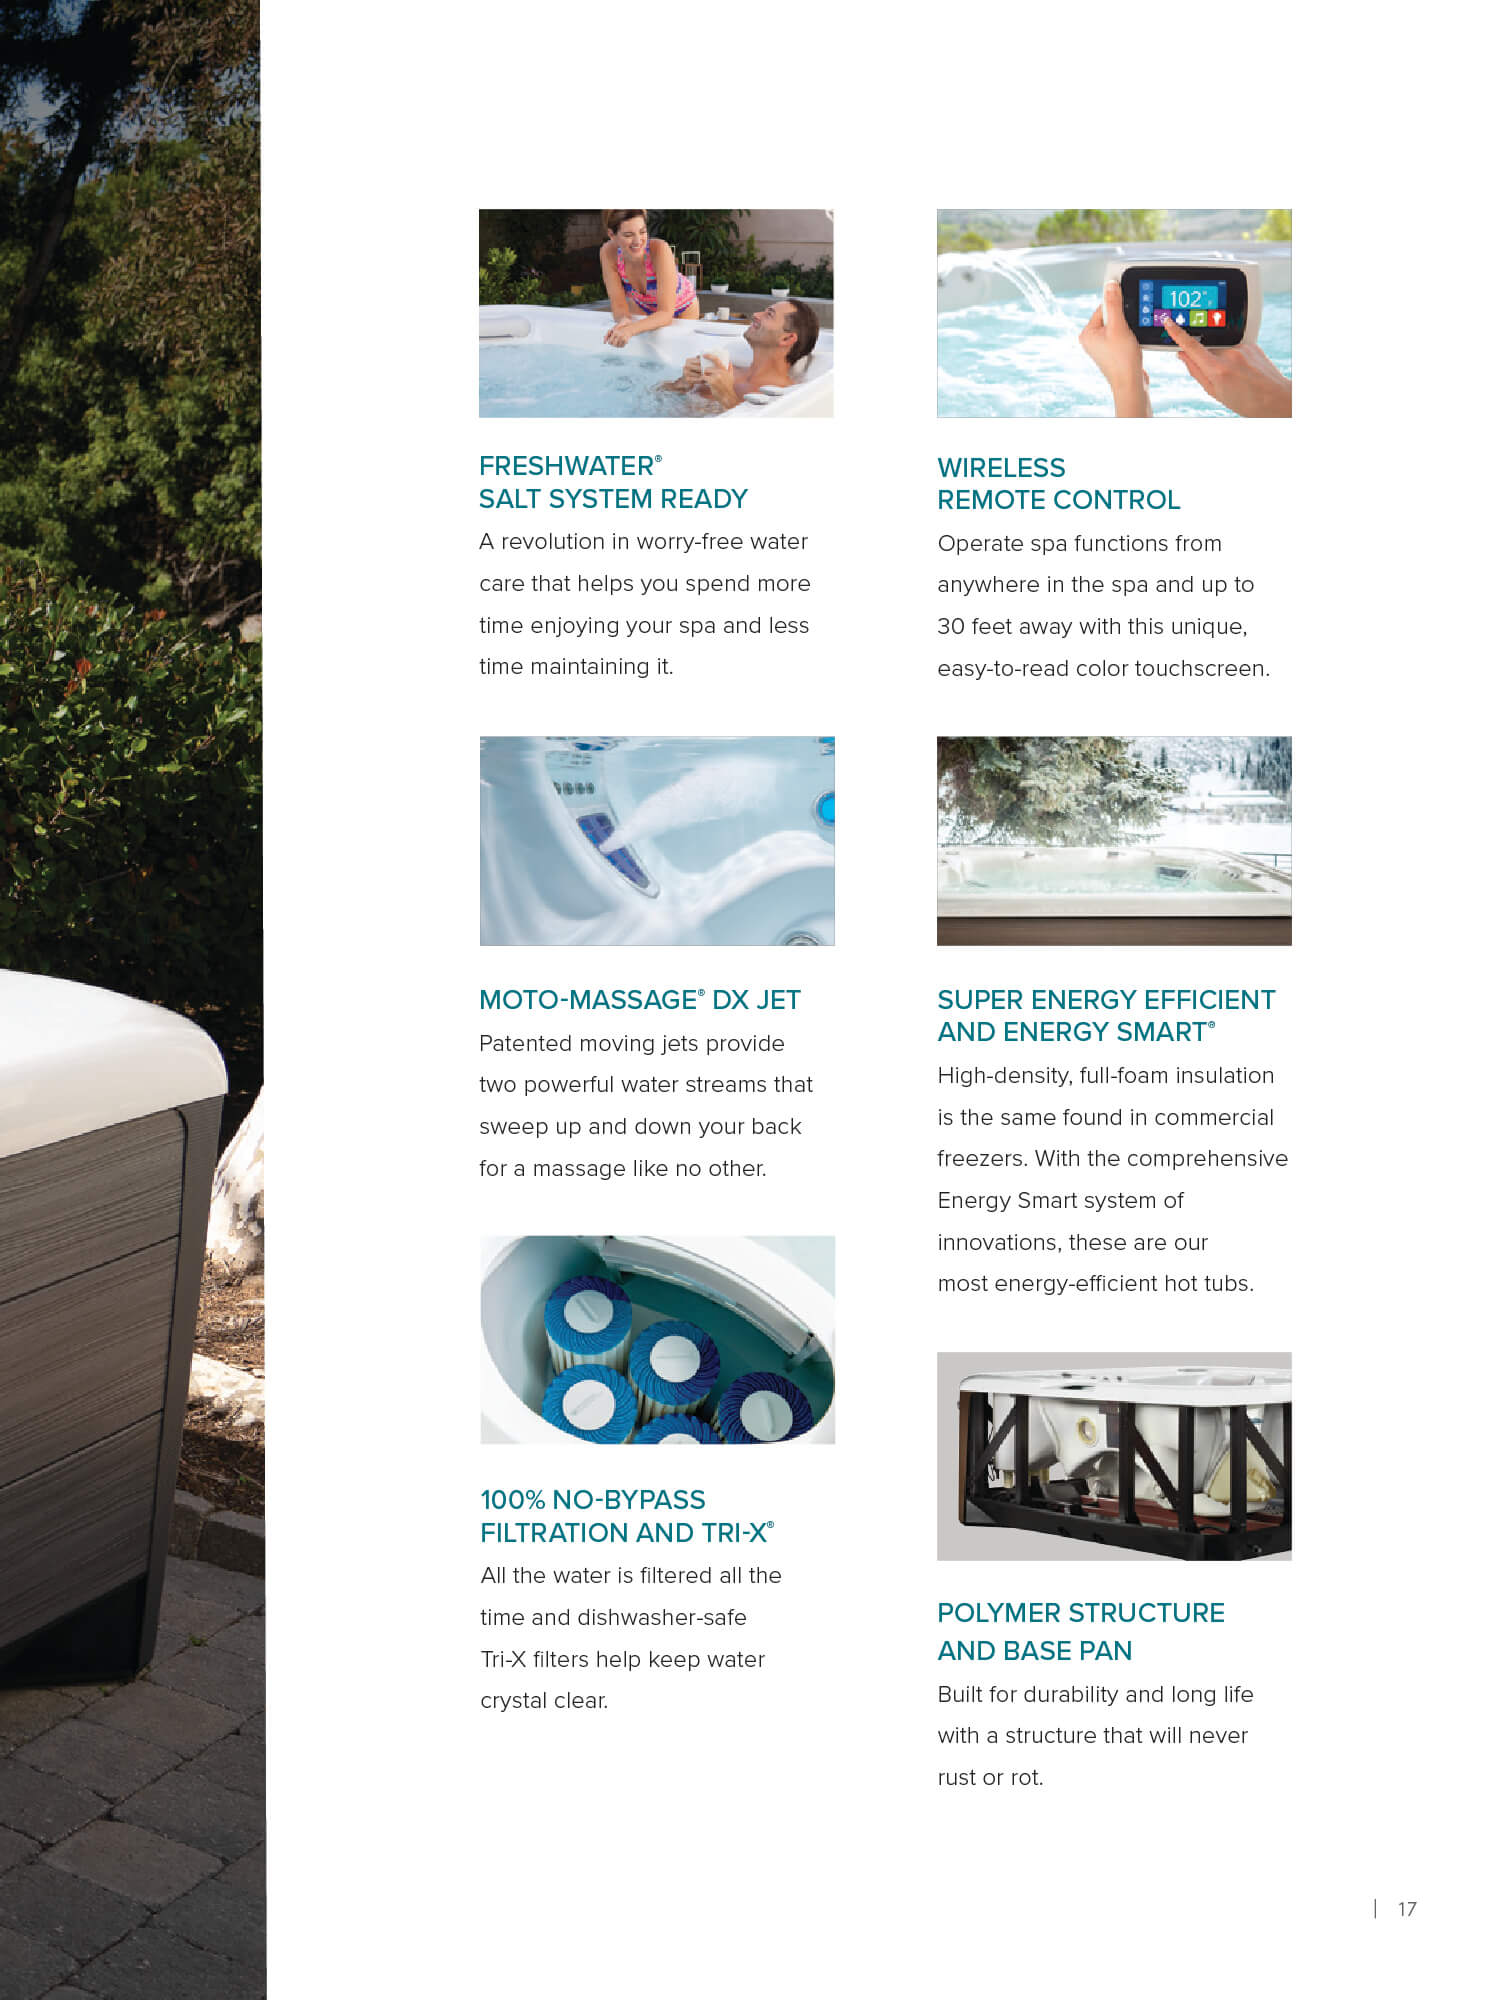 FRESHWATER®
SALT SYSTEM READY
A revolution in worry-free water
care that helps you spend more
time enjoying your spa and less
time maintaining it.
MOTO-MASSAGE® DX JET
Patented moving jets provide
two powerful water streams that
sweep up and down your back
for a massage like no other.
100% NO-BYPASS
FILTRATION AND TRI-X®
All the water is filtered all the
time and dishwasher-safe
Tri-X filters help keep water
crystal clear.
102°F
WIRELESS
REMOTE CONTROL
Operate spa functions from
anywhere in the spa and up to
30 feet away with this unique,
easy-to-read color touchscreen.
SUPER ENERGY EFFICIENT
AND ENERGY SMART®
High-density, full-foam insulation
is the same found in commercial
freezers. With the comprehensive
Energy Smart system of
innovations, these are our
most energy-efficient hot tubs.
POLYMER STRUCTURE
AND BASE PAN
Built for durability and long life
with a structure that will never
rust or rot.
| 17